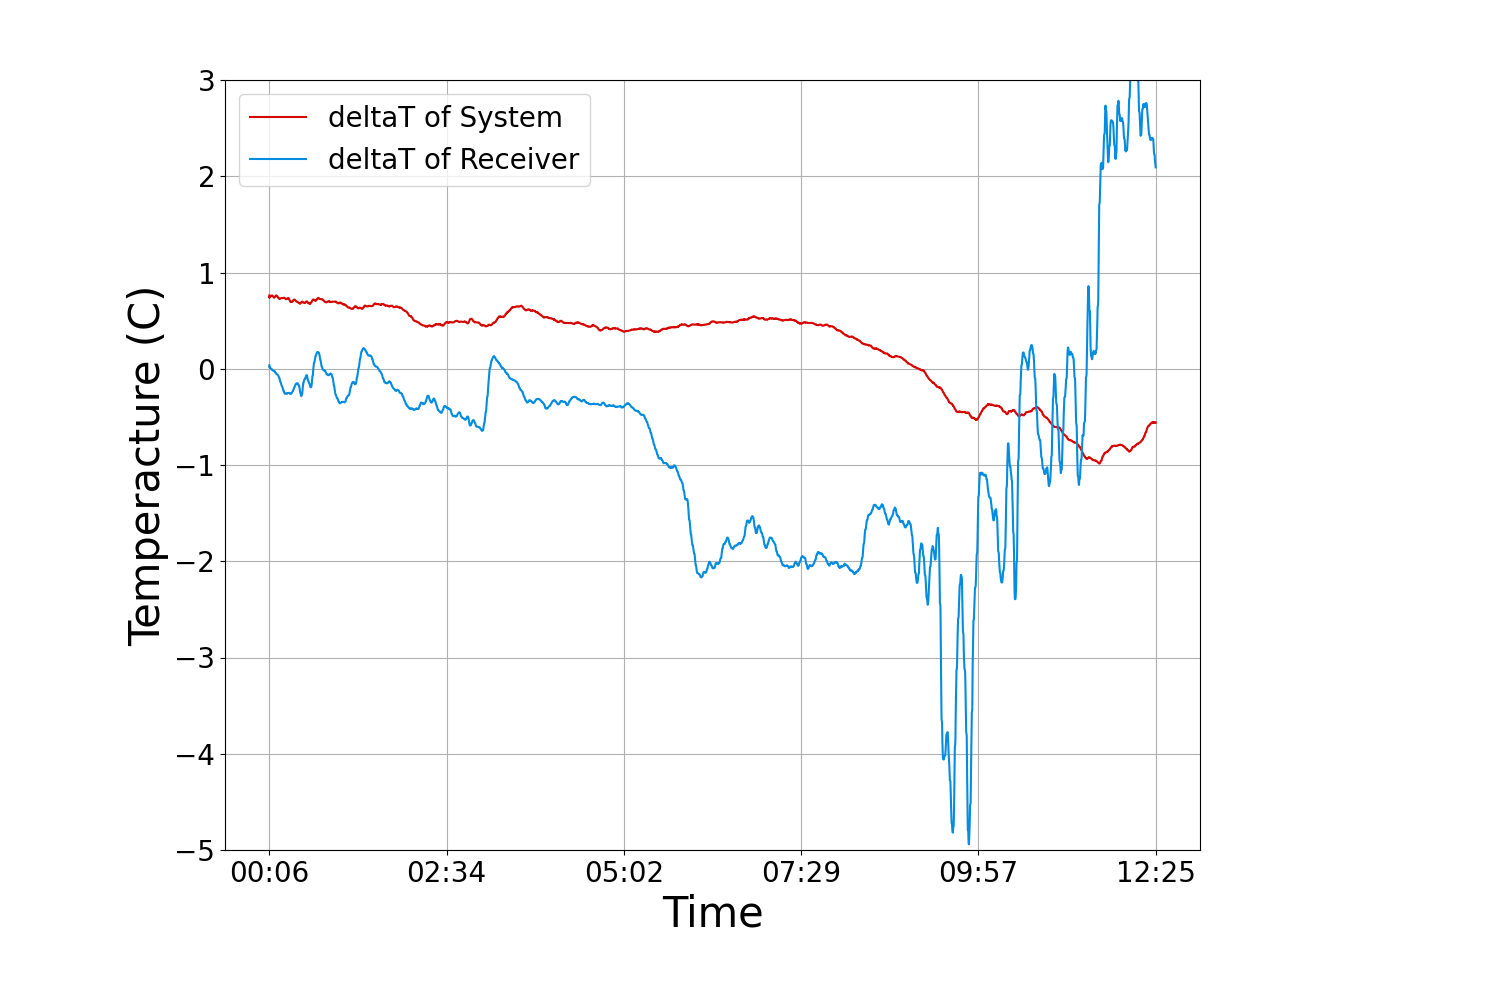 deltaT of System
deltaT of Receiver
3
2
1
0
−1
−2
−3
−4
−5
Temperacture (C)
00:06 02:34 05:02 07:29 09:57 12:25
Time